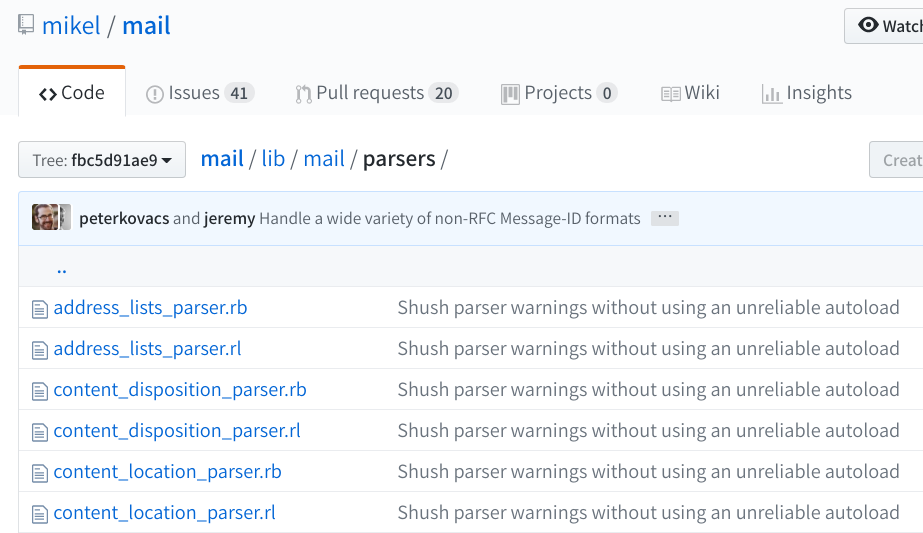 mikel / mail
Watch
Code Issues 41 Pull requests 20 Projects 0 Wiki Insights
Tree: fbc5d91ae9 mail / lib / mail / parsers / Creat
peterkovacs and jeremy Handle a wide variety of non-RFC Message-ID formats ...
..
address_lists_parser.rb Shush parser warnings without using an unreliable autoload
address_lists_parser.rl Shush parser warnings without using an unreliable autoload
content_disposition_parser.rb Shush parser warnings without using an unreliable autoload
content_disposition_parser.rl Shush parser warnings without using an unreliable autoload
content_location_parser.rb Shush parser warnings without using an unreliable autoload
content_location_parser.rl Shush parser warnings without using an unreliable autoload